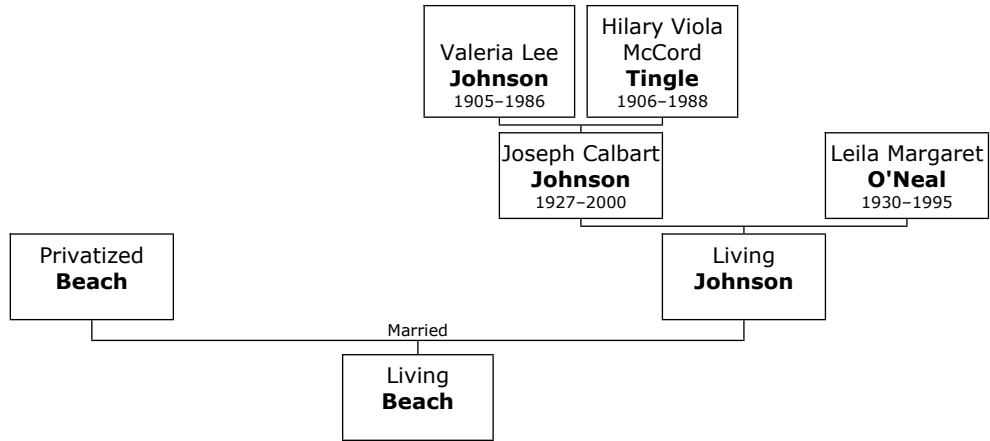 Valeria Lee
Johnson
1905–1986
Hilary Viola
McCord
Tingle
1906–1988
Joseph Calbart
Johnson
1927–2000
Leila Margaret
O'Neal
1930–1995
Privatized
Beach
Living
Johnson
Married
Living
Beach